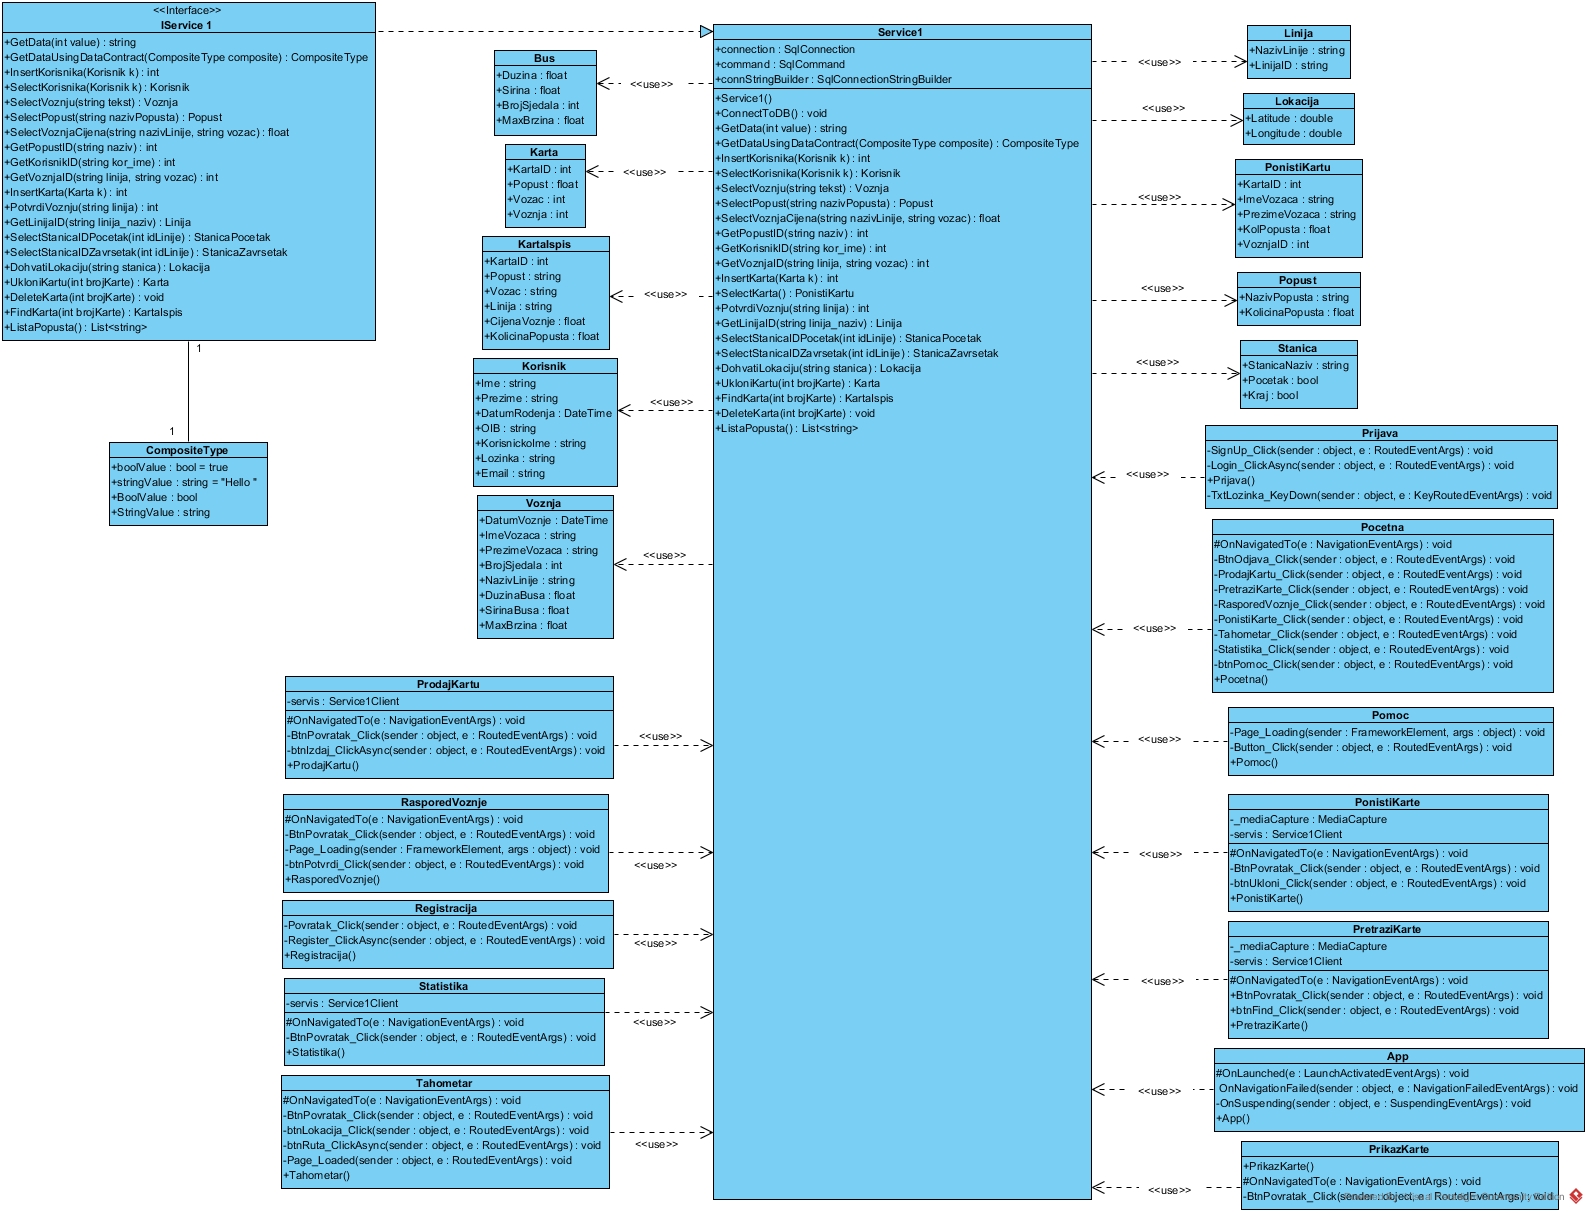 <<Interface>>
IService 1
+GetData(int value) : string
+GetDataUsingDataContract(CompositeType composite) : CompositeType
+InsertKorisnika(Korisnik k) : int
+SelectKorisnika(Korisnik k) : Korisnik
+SelectVoznju(string tekst) : Voznja
+SelectPopust(string nazivPopusta) : Popust
+SelectVoznjaCijena(string nazivLinije, string vozac) : float
+GetPopustID(string naziv) : int
+GetKorisnikID(string kor_ime) : int
+GetVoznjaID(string linija, string vozac) : int
+InsertKarta(Karta k) : int
+PotvrdiVoznju(string linija) : int
+GetLinijaID(string linija_naziv) : Linija
+SelectStanicaIDPocetak(int idLinije) : StanicaPocetak
+SelectStanicaIDZavrsetak(int idLinije) : StanicaZavrsetak
+DohvatiLokaciju(string stanica) : Lokacija
+UkloniKartu(int brojKarte) : Karta
+DeleteKarta(int brojKarte) : void
+FindKarta(int brojKarte) : KartaIspis
+ListaPopusta() : List<string>
1
1
CompositeType
+boolValue : bool = true
+stringValue : string = "Hello "
+BoolValue : bool
+StringValue : string
Bus
+Duzina : float
+Sirina : float
+BrojSjedala : int
+MaxBrzina : float
<<use>>
Karta
+KartaID : int
+Popust : float
+Vozac : int
+Voznja : int
<<use>>
KartaIspis
+KartaID : int
+Popust : string
+Vozac : string
+Linija : string
+CijenaVoznje : float
+KolicinaPopusta : float
<<use>>
Korisnik
+Ime : string
+Prezime : string
+DatumRodenja : DateTime
+OIB : string
+KorisnickoIme : string
+Lozinka : string
+Email : string
<<use>>
Voznja
+DatumVoznje : DateTime
+ImeVozaca : string
+PrezimeVozaca : string
+BrojSjedala : int
+NazivLinije : string
+DuzinaBusa : float
+SirinaBusa : float
+MaxBrzina : float
<<use>>
ProdajKartu
-servis : Service1Client
#OnNavigatedTo(e : NavigationEventArgs) : void
-BtnPovratak_Click(sender : object, e : RoutedEventArgs) : void
-btnIzdaj_ClickAsync(sender : object, e : RoutedEventArgs) : void
+ProdajKartu()
<<use>>
RasporedVoznje
#OnNavigatedTo(e : NavigationEventArgs) : void
-BtnPovratak_Click(sender : object, e : RoutedEventArgs) : void
-Page_Loading(sender : FrameworkElement, args : object) : void
-btnPotvrdi_Click(sender : object, e : RoutedEventArgs) : void
+RasporedVoznje()
<<use>>
Registracija
-Povratak_Click(sender : object, e : RoutedEventArgs) : void
-Register_ClickAsync(sender : object, e : RoutedEventArgs) : void
+Registracija()
<<use>>
Statistika
-servis : Service1Client
#OnNavigatedTo(e : NavigationEventArgs) : void
-BtnPovratak_Click(sender : object, e : RoutedEventArgs) : void
+Statistika()
<<use>>
Tahometar
#OnNavigatedTo(e : NavigationEventArgs) : void
-BtnPovratak_Click(sender : object, e : RoutedEventArgs) : void
-btnLokacija_Click(sender : object, e : RoutedEventArgs) : void
-btnRuta_ClickAsync(sender : object, e : RoutedEventArgs) : void
-Page_Loaded(sender : object, e : RoutedEventArgs) : void
+Tahometar()
<<use>>
Service1
+connection : SqlConnection
+command : SqlCommand
+connStringBuilder : SqlConnectionStringBuilder
+Service1()
+ConnectToDB() : void
+GetData(int value) : string
+GetDataUsingDataContract(CompositeType composite) : CompositeType
+InsertKorisnika(Korisnik k) : int
+SelectKorisnika(Korisnik k) : Korisnik
+SelectVoznju(string tekst) : Voznja
+SelectPopust(string nazivPopusta) : Popust
+SelectVoznjaCijena(string nazivLinije, string vozac) : float
+GetPopustID(string naziv) : int
+GetKorisnikID(string kor_ime) : int
+GetVoznjaID(string linija, string vozac) : int
+InsertKarta(Karta k) : int
+SelectKarta() : PonistiKartu
+PotvrdiVoznju(string linija) : int
+GetLinijaID(string linija_naziv) : Linija
+SelectStanicaIDPocetak(int idLinije) : StanicaPocetak
+SelectStanicaIDZavrsetak(int idLinije) : StanicaZavrsetak
+DohvatiLokaciju(string stanica) : Lokacija
+UkloniKartu(int brojKarte) : Karta
+FindKarta(int brojKarte) : KartaIspis
+DeleteKarta(int brojKarte) : void
+ListaPopusta() : List<string>
<<use>>
Linija
+NazivLinije : string
+LinijaID : string
<<use>>
Lokacija
+Latitude : double
+Longitude : double
<<use>>
PonistiKartu
+KartaID : int
+ImeVozaca : string
+PrezimeVozaca : string
+KolPopusta : float
+VoznjaID : int
<<use>>
Popust
+NazivPopusta : string
+KolicinaPopusta : float
<<use>>
Stanica
+StanicaNaziv : string
+Pocetak : bool
+Kraj : bool
<<use>>
Prijava
-SignUp_Click(sender : object, e : RoutedEventArgs) : void
-Login_ClickAsync(sender : object, e : RoutedEventArgs) : void
+Prijava()
-TxtLozinka_KeyDown(sender : object, e : KeyRoutedEventArgs) : void
<<use>>
Pocetna
#OnNavigatedTo(e : NavigationEventArgs) : void
-BtnOdjava_Click(sender : object, e : RoutedEventArgs) : void
-ProdajKartu_Click(sender : object, e : RoutedEventArgs) : void
-PretraziKarte_Click(sender : object, e : RoutedEventArgs) : void
-RasporedVoznje_Click(sender : object, e : RoutedEventArgs) : void
-PonistiKarte_Click(sender : object, e : RoutedEventArgs) : void
-Tahometar_Click(sender : object, e : RoutedEventArgs) : void
-Statistika_Click(sender : object, e : RoutedEventArgs) : void
-btnPomoc_Click(sender : object, e : RoutedEventArgs) : void
+Pocetna()
<<use>>
Pomoc
-Page_Loading(sender : FrameworkElement, args : object) : void
-Button_Click(sender : object, e : RoutedEventArgs) : void
+Pomoc()
<<use>>
PonistiKarte
-_mediaCapture : MediaCapture
-servis : Service1Client
#OnNavigatedTo(e : NavigationEventArgs) : void
-BtnPovratak_Click(sender : object, e : RoutedEventArgs) : void
-btnUkloni_Click(sender : object, e : RoutedEventArgs) : void
+PonistiKarte()
<<use>>
PretraziKarte
-_mediaCapture : MediaCapture
-servis : Service1Client
#OnNavigatedTo(e : NavigationEventArgs) : void
+BtnPovratak_Click(sender : object, e : RoutedEventArgs) : void
+btnFind_Click(sender : object, e : RoutedEventArgs) : void
+PretraziKarte()
<<use>>
App
#OnLaunched(e : LaunchActivatedEventArgs) : void
OnNavigationFailed(sender : object, e : NavigationFailedEventArgs) : void
-OnSuspending(sender : object, e : SuspendingEventArgs) : void
+App()
<<use>>
PrikazKarte
+PrikazKarte()
#OnNavigatedTo(e : NavigationEventArgs) : void
-BtnPovratak_Click(sender : object, e : RoutedEventArgs) : void